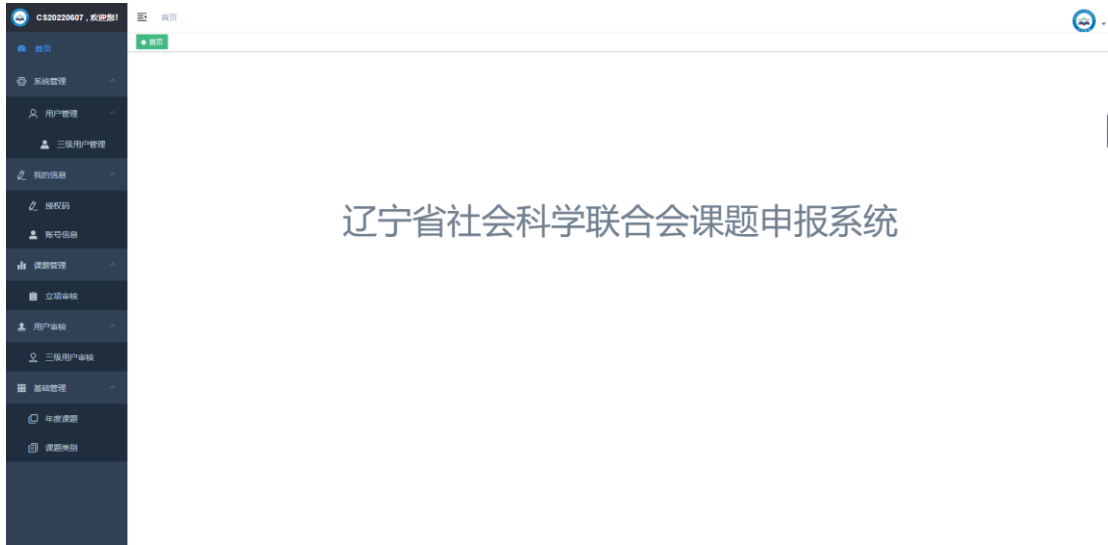 CS20220607，欢迎您!
首页
首页
首页
系统管理
用户管理
三级用户管理
我的信息
授权码
账号信息
课题管理
立项审核
用户审核
三级用户审核
基础管理
年度课题
课题类别
辽宁省社会科学联合会课题申报系统